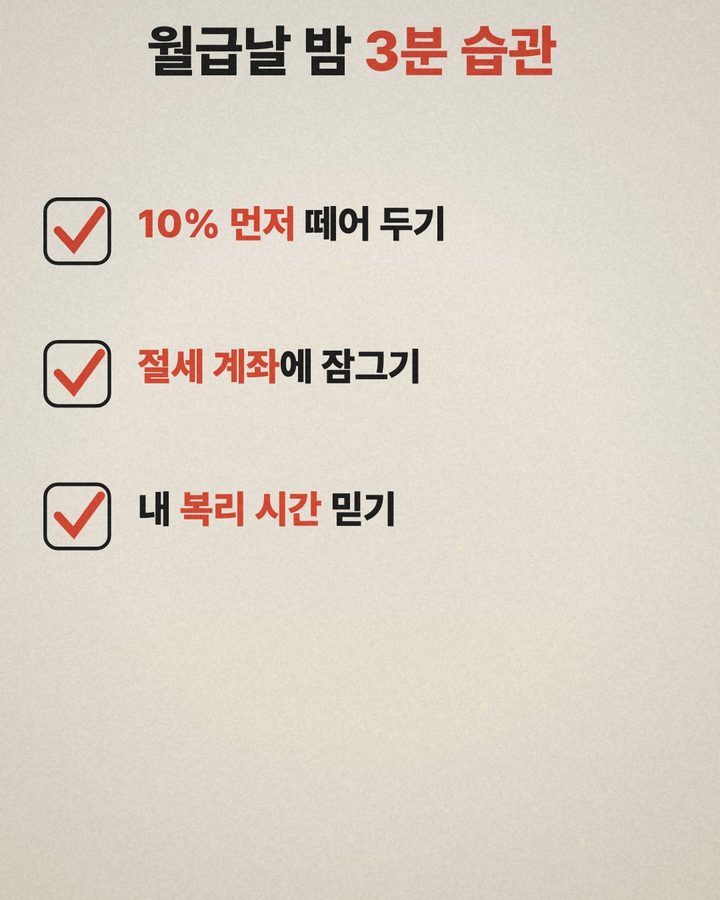 월급날 밤 3분 습관
10% 먼저 떼어 두기
절세 계좌에 잠그기
내 복리 시간 믿기